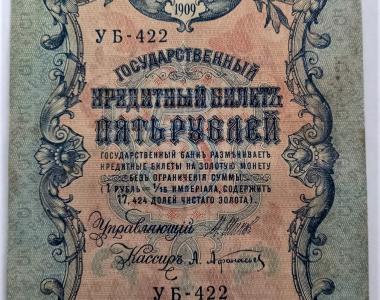 1909
УБ-422
ГОСУДАРСТВЕННЫЙ
КРЕДИТНЫЙ БИЛЕТЪ
ПЯТЬ РУБЛЕЙ
ГОСУДАРСТВЕННЫЙ БАНКЪ РАЗМѢНИВАЕТЪ
КРЕДИТНЫЕ БИЛЕТЫ НА ЗОЛОТУЮ МОНЕТУ
БЕЗЪ ОГРАНИЧЕНІЯ СУММЫ
(1 РУБЛЬ = 1/15 ИМПЕРІАЛА, СОДЕРЖИТЪ
17,424 ДОЛЕЙ ЧИСТАГО ЗОЛОТА).
Управляющій
Кассиръ А. Афанасьев
УБ-422